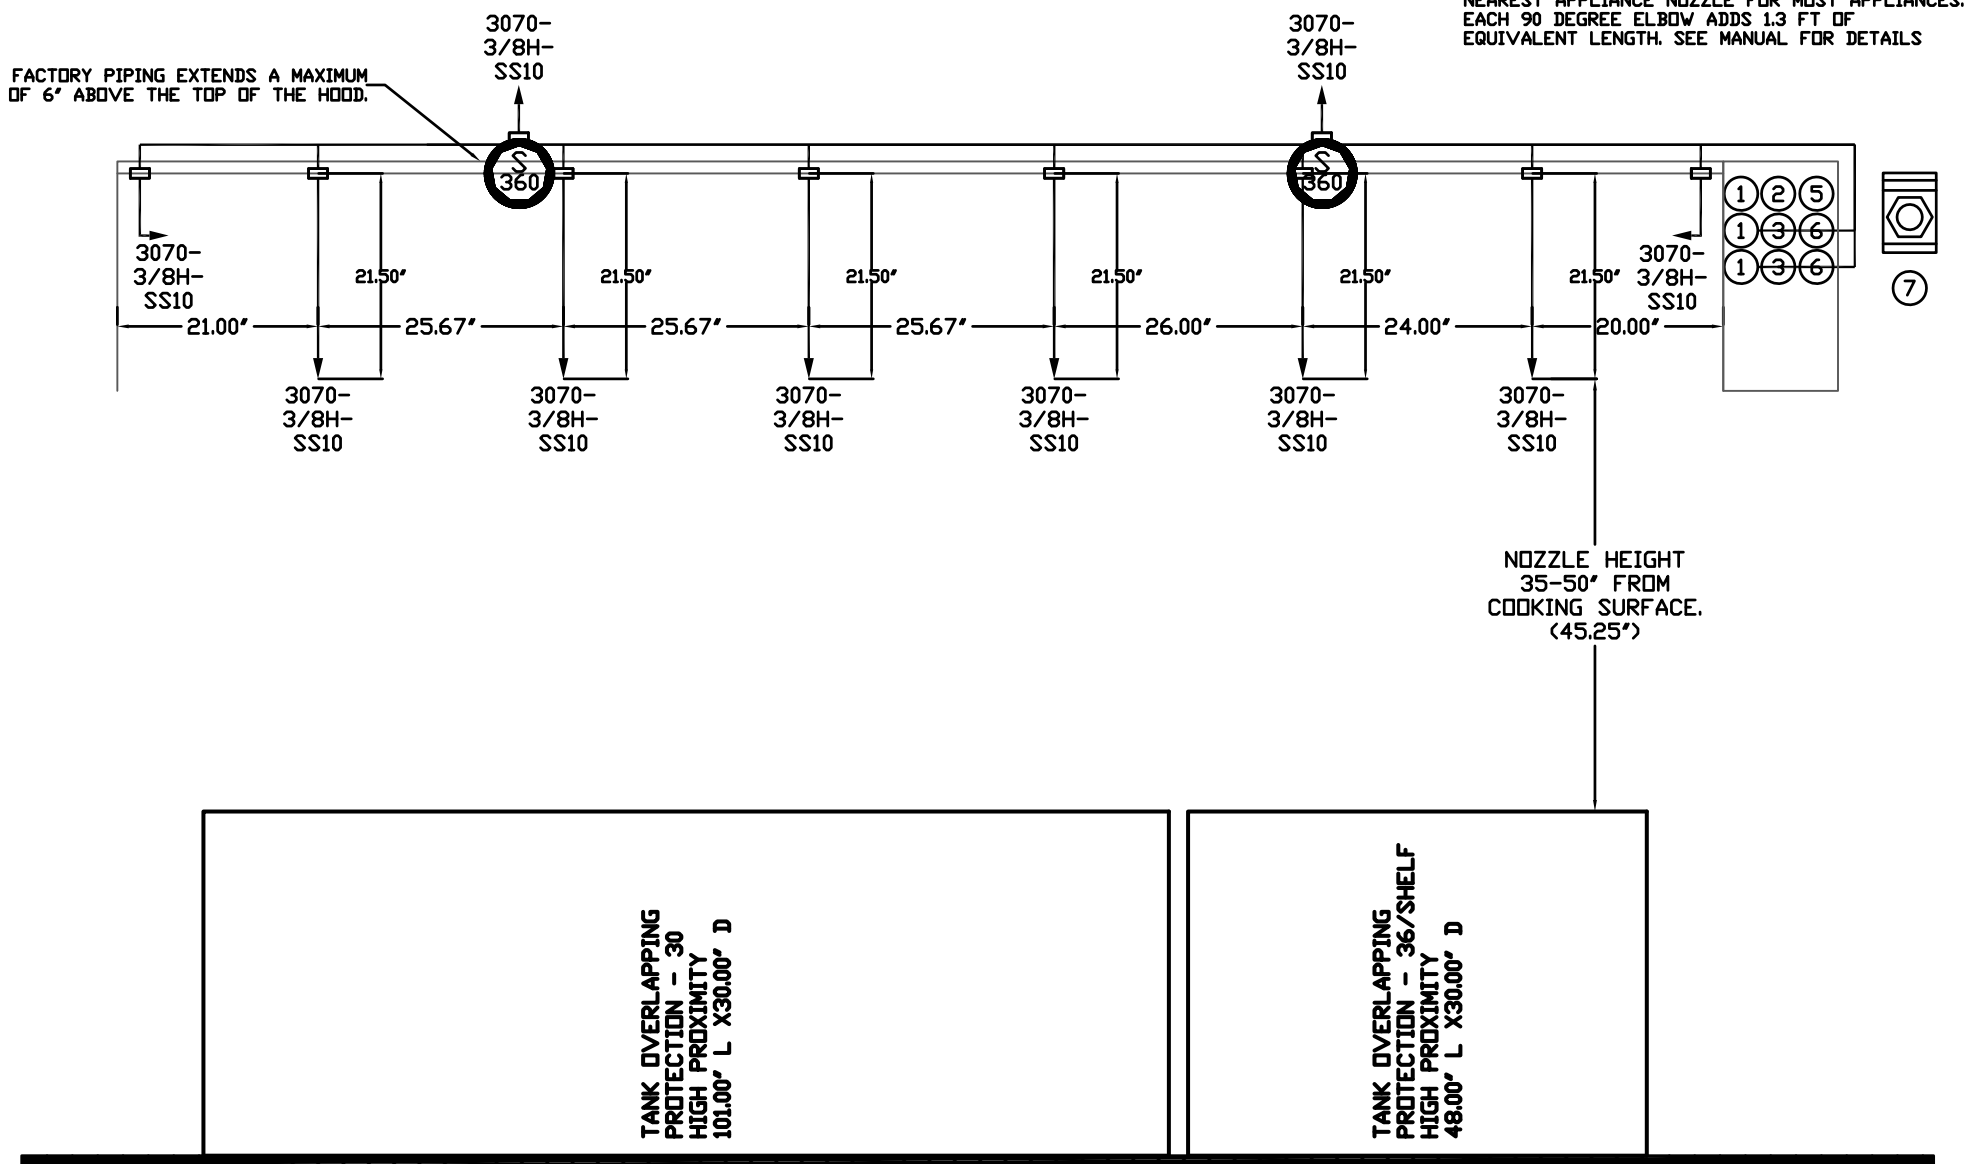 NEAREST APPLIANCE NOZZLE FOR MOST APPLIANCES.
EACH 90 DEGREE ELBOW ADDS 1.3 FT OF
EQUIVALENT LENGTH. SEE MANUAL FOR DETAILS
3070-
3/8H-
SS10
3070-
3/8H-
SS10
FACTORY PIPING EXTENDS A MAXIMUM
OF 6" ABOVE THE TOP OF THE HOOD.
S
360
S
360
1 2 5
1 3 6
1 3 6
7
3070-
3/8H-
SS10
21.50"
21.50"
21.50"
21.50"
21.50"
21.50"
3070-
3/8H-
SS10
21.00"
25.67"
25.67"
25.67"
26.00"
24.00"
20.00"
3070-
3/8H-
SS10
3070-
3/8H-
SS10
3070-
3/8H-
SS10
3070-
3/8H-
SS10
3070-
3/8H-
SS10
3070-
3/8H-
SS10
NOZZLE HEIGHT
35-50" FROM
COOKING SURFACE.
(45.25")
TANK OVERLAPPING
PROTECTION - 30
HIGH PROXIMITY
101.00" L X30.00" D
TANK OVERLAPPING
PROTECTION - 36/SHELF
HIGH PROXIMITY
48.00" L X30.00" D